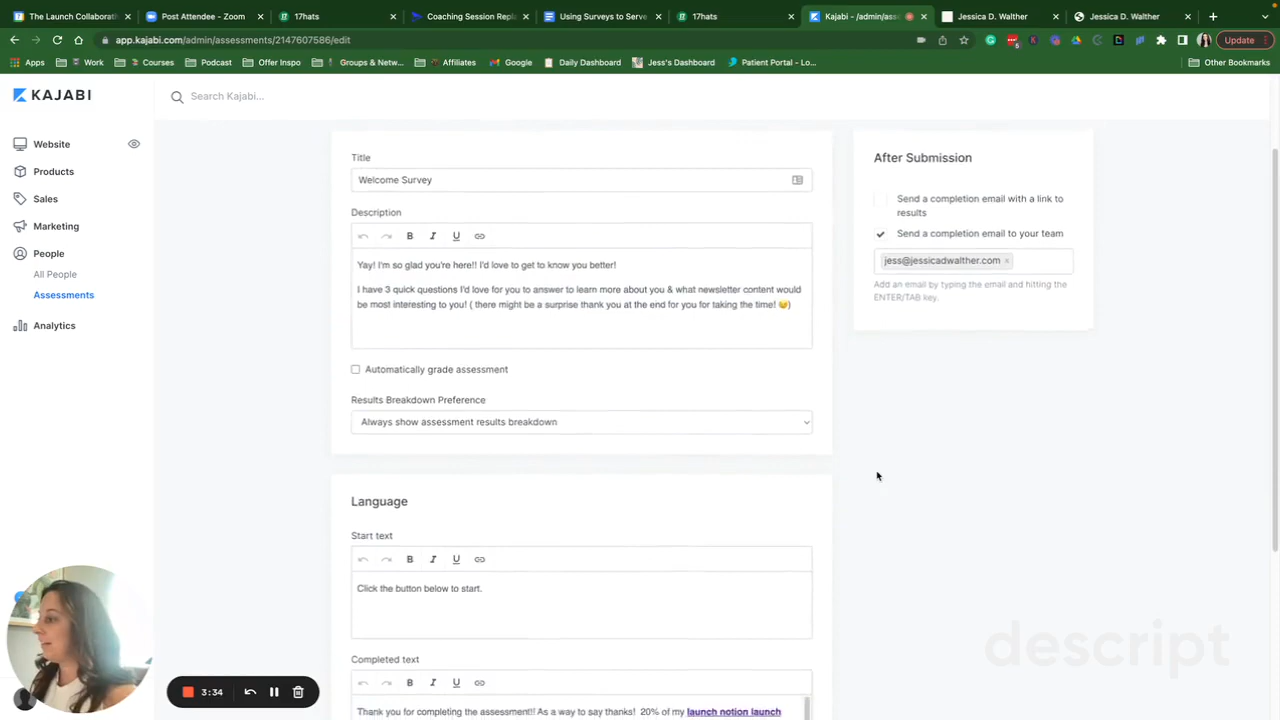 The Launch Collaborati
Post Attendee - Zoom
17hats
Coaching Session Repl
Using Surveys to Serve
17hats
Kajabi - /admin/asse
Jessica D. Walther
Jessica D. Walther
app.kajabi.com/admin/assessments/2147607586/edit
Update
Apps
Work
Courses
Podcast
Offer Inspo
Groups & Netw...
Affiliates
Google
Daily Dashboard
Jess's Dashboard
Patient Portal - Lo...
Other Bookmarks
KAJABI
Search Kajabi...
Website
Products
Sales
Marketing
People
All People
Assessments
Analytics
Title
Welcome Survey
Description
B I U
Yay! I'm so glad you're here!! I'd love to get to know you better!
I have 3 quick questions I'd love for you to answer to learn more about you & what newsletter content would
be most interesting to you! ( there might be a surprise thank you at the end for you for taking the time! 😉)
Automatically grade assessment
Results Breakdown Preference
Always show assessment results breakdown
Language
Start text
B I U
Click the button below to start.
Completed text
B I U
Thank you for completing the assessment!! As a way to say thanks! 20% of my launch notion launch
After Submission
Send a completion email with a link to
results
Send a completion email to your team
jess@jessicadwalther.com ×
Add an email by typing the email and hitting the
ENTER/TAB key.
3:34
descript